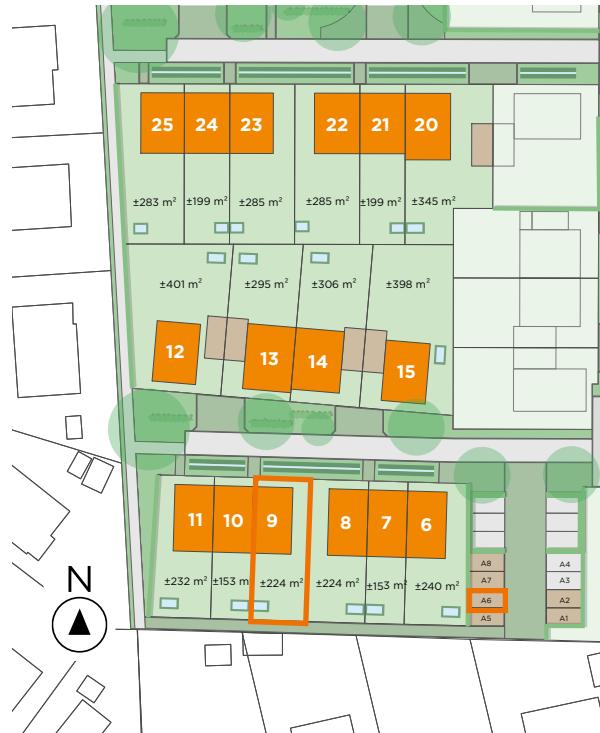 25 24 23 22 21 20
±283 m² ±199 m² ±285 m² ±285 m² ±199 m² ±345 m²
±401 m² ±295 m² ±306 m² ±398 m²
12 13 14 15
11 10 9 8 7 6
±232 m² ±153 m² ±224 m² ±224 m² ±153 m² ±240 m²
A8 A4
A7 A3
A6 A2
A5 A1
N